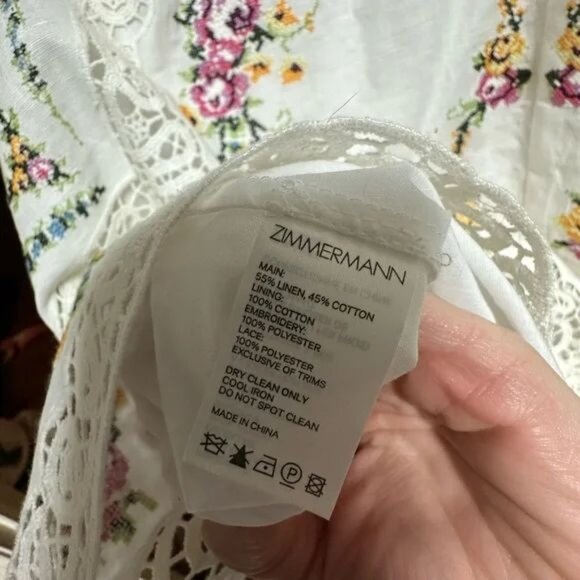 ZIMMERMANN
MAIN:
55% LINEN, 45% COTTON
LINING:
100% COTTON
EMBROIDERY:
100% POLYESTER
LACE:
100% POLYESTER
EXCLUSIVE OF TRIMS
DRY CLEAN ONLY
COOL IRON
DO NOT SPOT CLEAN
MADE IN CHINA
P